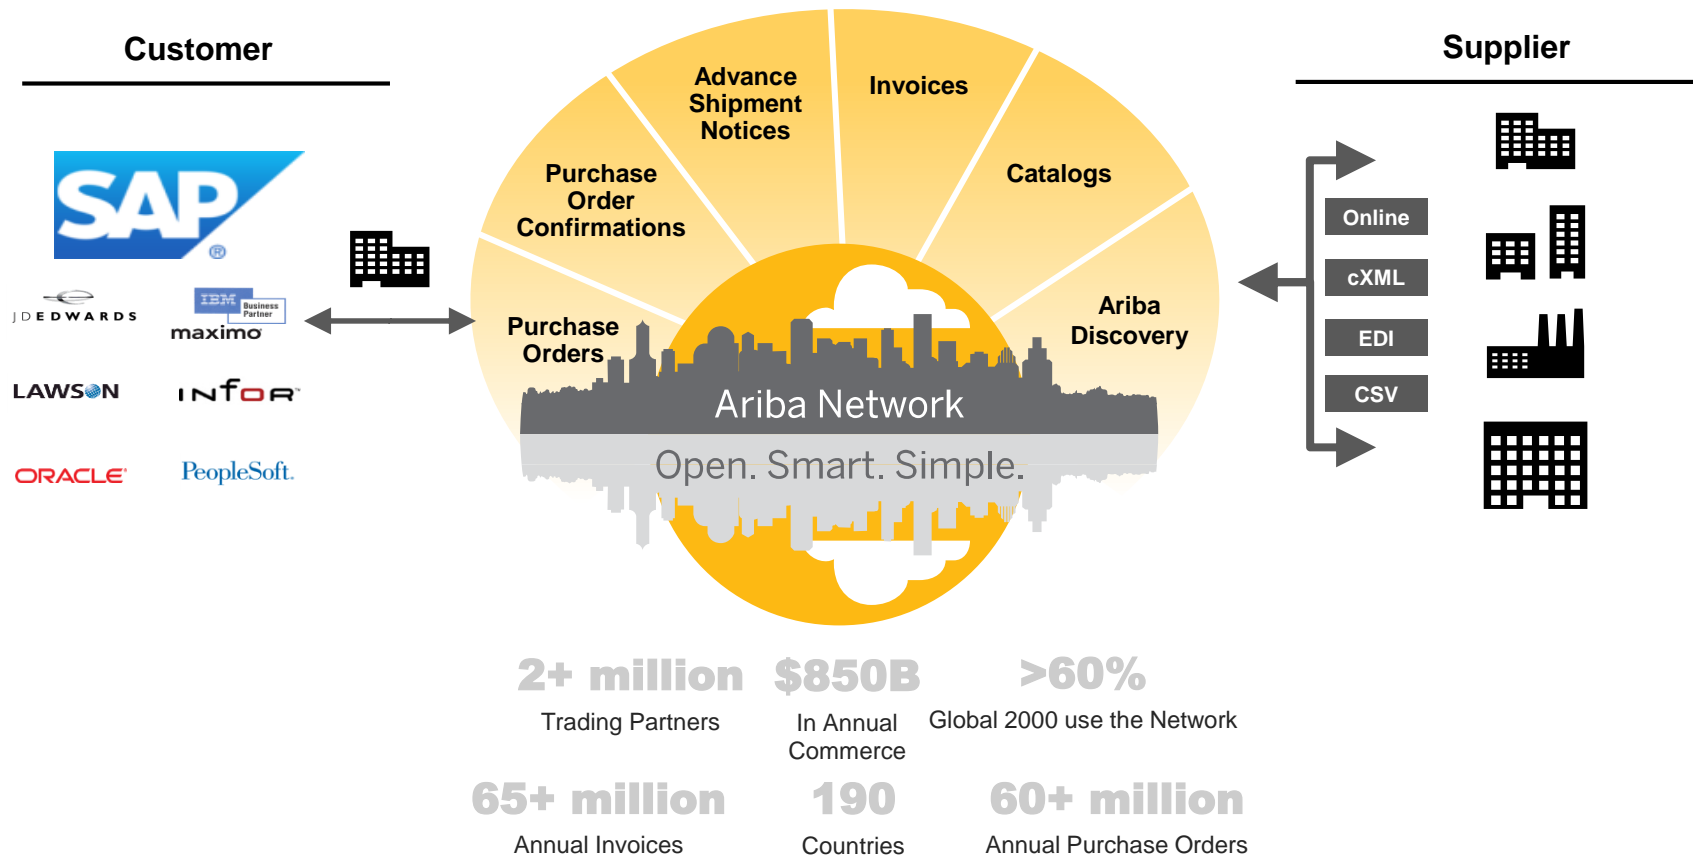 Customer
SAP
®
JDEDWARDS
IBM
Business
Partner
maximo
LAWSON
INFOR™
ORACLE®
PeopleSoft.
Purchase
Orders
Purchase
Order
Confirmations
Advance
Shipment
Notices
Invoices
Catalogs
Ariba
Discovery
Ariba Network
Open. Smart. Simple.
Supplier
Online
cXML
EDI
CSV
2+ million
Trading Partners
$850B
In Annual
Commerce
>60%
Global 2000 use the Network
65+ million
Annual Invoices
190
Countries
60+ million
Annual Purchase Orders